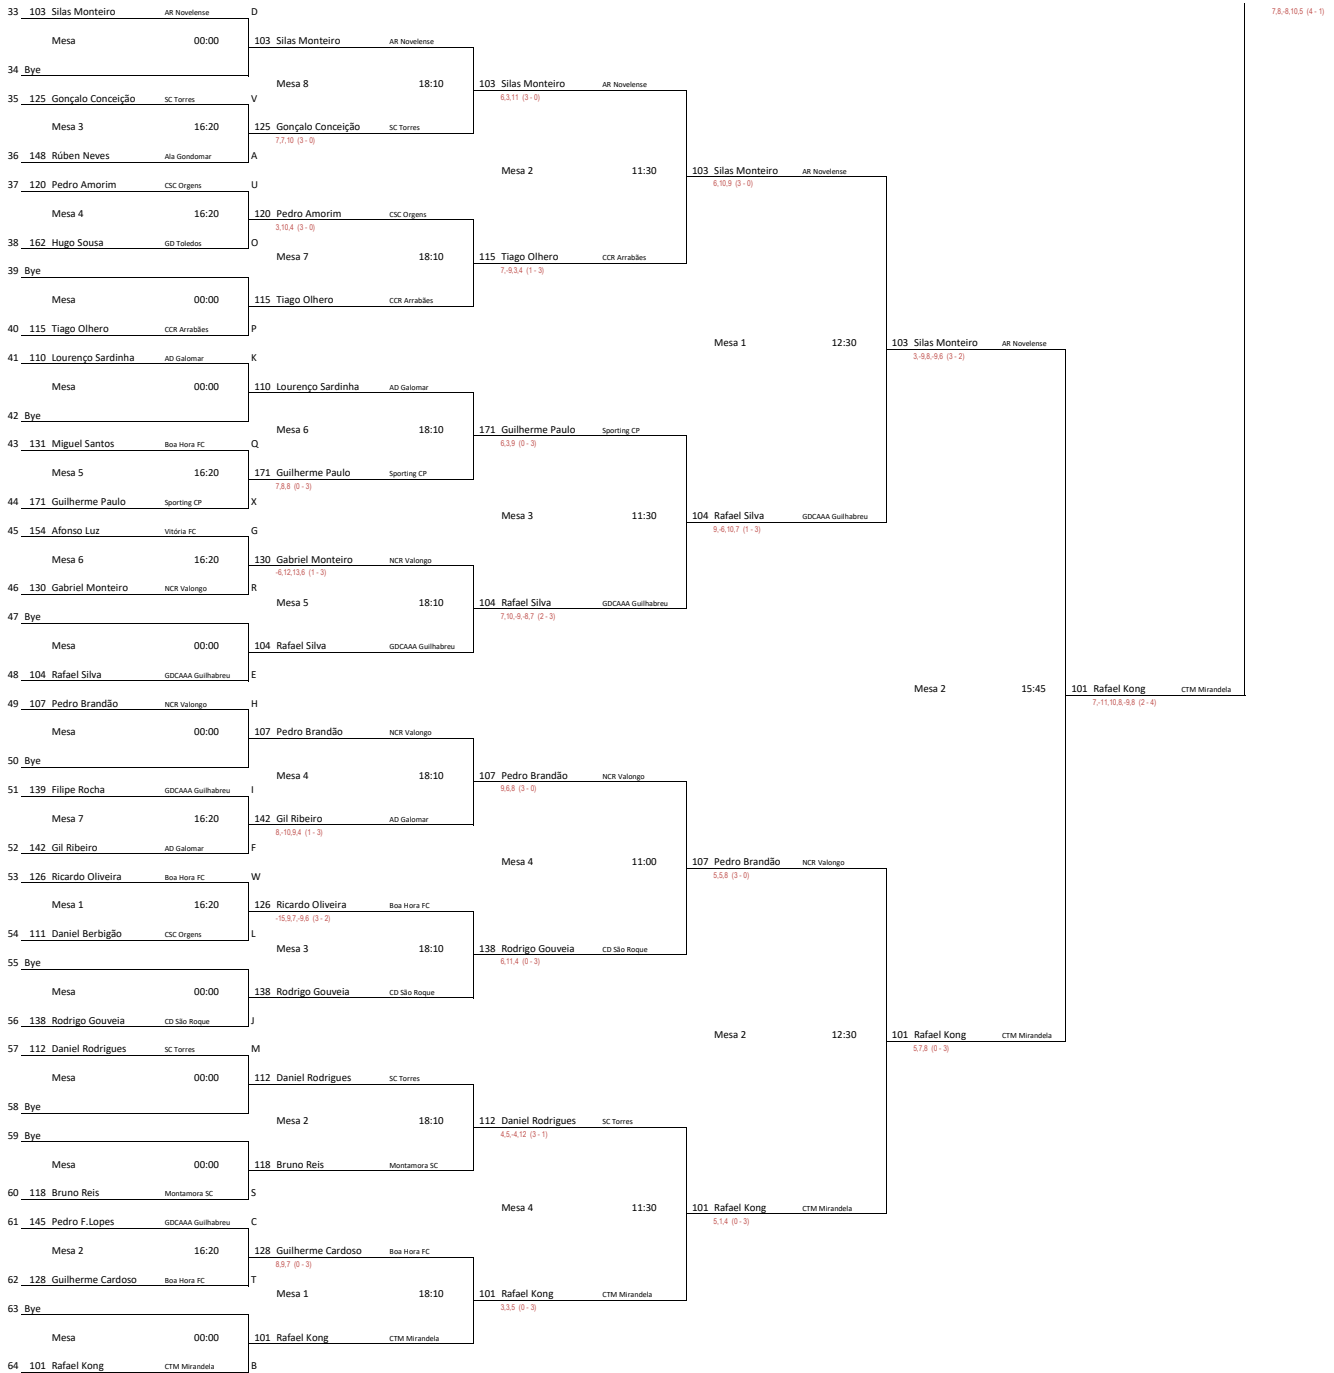 33 103 Silas Monteiro AR Novelense D
7,8,-8,10,5 (4 - 1)
Mesa 00:00 103 Silas Monteiro AR Novelense
34 Bye
Mesa 8 18:10 103 Silas Monteiro AR Novelense
6,3,11 (3 - 0)
35 125 Gonçalo Conceição SC Torres V
Mesa 3 16:20 125 Gonçalo Conceição SC Torres
7,7,10 (3 - 0)
36 148 Rúben Neves Ala Gondomar A
Mesa 2 11:30 103 Silas Monteiro AR Novelense
6,10,9 (3 - 0)
37 120 Pedro Amorim CSC Orgens U
Mesa 4 16:20 120 Pedro Amorim CSC Orgens
3,10,4 (3 - 0)
38 162 Hugo Sousa GD Toledos O
Mesa 7 18:10 115 Tiago Olhero CCR Arrabães
7,-9,3,4 (1 - 3)
39 Bye
Mesa 00:00 115 Tiago Olhero CCR Arrabães
40 115 Tiago Olhero CCR Arrabães P
Mesa 1 12:30 103 Silas Monteiro AR Novelense
3,-9,8,-9,6 (3 - 2)
41 110 Lourenço Sardinha AD Galomar K
Mesa 00:00 110 Lourenço Sardinha AD Galomar
42 Bye
Mesa 6 18:10 171 Guilherme Paulo Sporting CP
6,3,9 (0 - 3)
43 131 Miguel Santos Boa Hora FC Q
Mesa 5 16:20 171 Guilherme Paulo Sporting CP
7,8,8 (0 - 3)
44 171 Guilherme Paulo Sporting CP X
Mesa 3 11:30 104 Rafael Silva GDCAAA Guilhabreu
9,-6,10,7 (1 - 3)
45 154 Afonso Luz Vitória FC G
Mesa 6 16:20 130 Gabriel Monteiro NCR Valongo
-6,12,13,6 (1 - 3)
46 130 Gabriel Monteiro NCR Valongo R
Mesa 5 18:10 104 Rafael Silva GDCAAA Guilhabreu
7,10,-9,-6,7 (2 - 3)
47 Bye
Mesa 00:00 104 Rafael Silva GDCAAA Guilhabreu
48 104 Rafael Silva GDCAAA Guilhabreu E
Mesa 2 15:45 101 Rafael Kong CTM Mirandela
7,-11,10,8,-9,6 (2 - 4)
49 107 Pedro Brandão NCR Valongo H
Mesa 00:00 107 Pedro Brandão NCR Valongo
50 Bye
Mesa 4 18:10 107 Pedro Brandão NCR Valongo
9,6,8 (3 - 0)
51 139 Filipe Rocha GDCAAA Guilhabreu I
Mesa 7 16:20 142 Gil Ribeiro AD Galomar
8,-10,9,4 (1 - 3)
52 142 Gil Ribeiro AD Galomar F
Mesa 4 11:00 107 Pedro Brandão NCR Valongo
5,5,8 (3 - 0)
53 126 Ricardo Oliveira Boa Hora FC W
Mesa 1 16:20 126 Ricardo Oliveira Boa Hora FC
-15,9,7,-9,6 (3 - 2)
54 111 Daniel Berbigão CSC Orgens L
Mesa 3 18:10 138 Rodrigo Gouveia CD São Roque
6,11,4 (0 - 3)
55 Bye
Mesa 00:00 138 Rodrigo Gouveia CD São Roque
56 138 Rodrigo Gouveia CD São Roque J
Mesa 2 12:30 101 Rafael Kong CTM Mirandela
5,7,8 (0 - 3)
57 112 Daniel Rodrigues SC Torres M
Mesa 00:00 112 Daniel Rodrigues SC Torres
58 Bye
Mesa 2 18:10 112 Daniel Rodrigues SC Torres
4,5,-4,12 (3 - 1)
59 Bye
Mesa 00:00 118 Bruno Reis Montamora SC
60 118 Bruno Reis Montamora SC S
Mesa 4 11:30 101 Rafael Kong CTM Mirandela
5,1,4 (0 - 3)
61 145 Pedro F.Lopes GDCAAA Guilhabreu C
Mesa 2 16:20 128 Guilherme Cardoso Boa Hora FC
8,9,7 (0 - 3)
62 128 Guilherme Cardoso Boa Hora FC T
Mesa 1 18:10 101 Rafael Kong CTM Mirandela
3,3,5 (0 - 3)
63 Bye
Mesa 00:00 101 Rafael Kong CTM Mirandela
64 101 Rafael Kong CTM Mirandela B